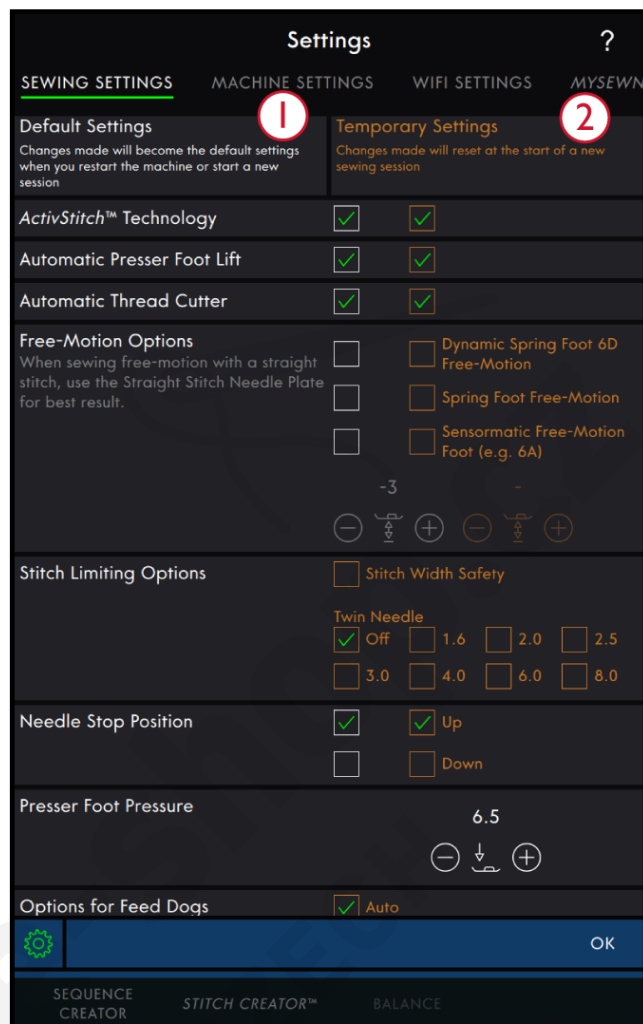 Settings
?
SEWING SETTINGS MACHINE SETTINGS WIFI SETTINGS MYSEWN
1 2
Default Settings
Changes made will become the default settings
when you restart the machine or start a new
session
Temporary Settings
Changes made will reset at the start of a new
sewing session
ActivStitch™ Technology
Automatic Presser Foot Lift
Automatic Thread Cutter
Free-Motion Options
When sewing free-motion with a straight
stitch, use the Straight Stitch Needle Plate
for best result.
Dynamic Spring Foot 6D
Free-Motion
Spring Foot Free-Motion
Sensormatic Free-Motion
Foot (e.g. 6A)
-3 -
Stitch Limiting Options
Stitch Width Safety
Twin Needle
Off 1.6 2.0 2.5
3.0 4.0 6.0 8.0
Needle Stop Position
Up
Down
Presser Foot Pressure
6.5
Options for Feed Dogs
Auto
OK
SEQUENCE
CREATOR
STITCH CREATOR™
BALANCE